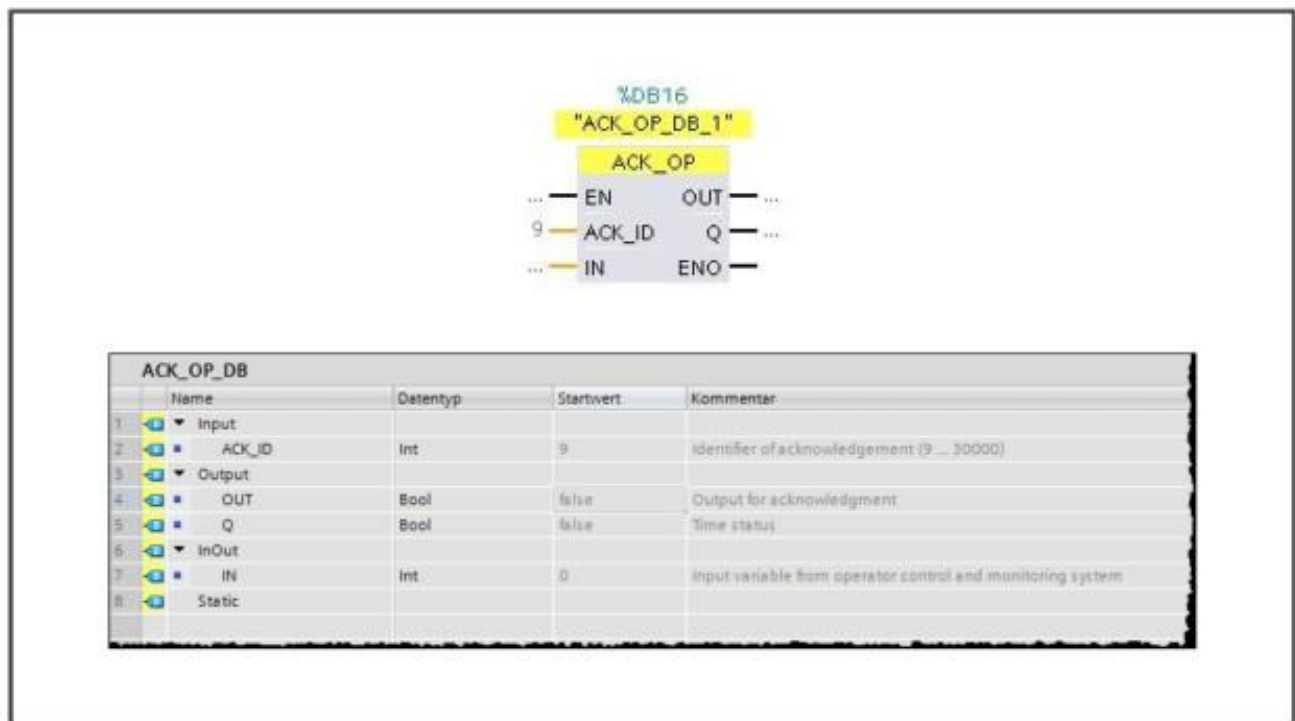 %DB16
"ACK_OP_DB_1"
ACK_OP
... EN OUT ...
9 ACK_ID Q ...
... IN ENO
ACK_OP_DB
Name Datentyp Startwert Kommentar
1 Input
2 ACK_ID Int 9 Identifier of acknowledgement (9 ... 30000)
3 Output
4 OUT Bool false Output for acknowledgment
5 Q Bool false Time status
6 InOut
7 IN Int 0 Input variable from operator control and monitoring system
8 Static